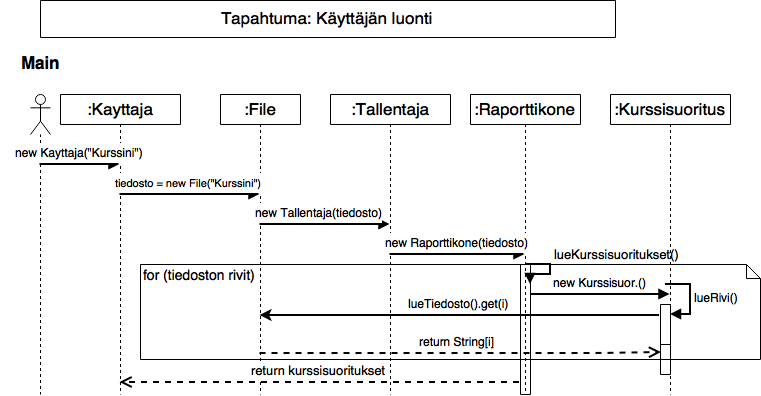 Tapahtuma: Käyttäjän luonti
Main
:Kayttaja
:File
:Tallentaja
:Raporttikone
:Kurssisuoritus
new Kayttaja("Kurssini")
tiedosto = new File("Kurssini")
new Tallentaja(tiedosto)
new Raporttikone(tiedosto)
lueKurssisuoritukset()
for (tiedoston rivit)
new Kurssisuor.()
lueRivi()
lueTiedosto().get(i)
return String[i]
return kurssisuoritukset